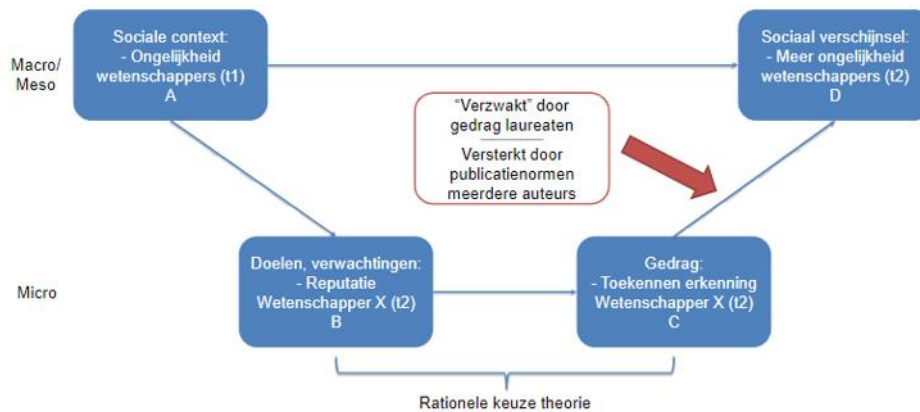 Sociale context:
- Ongelijkheid
wetenschappers (t1)
A
Sociaal verschijnsel:
- Meer ongelijkheid
wetenschappers (t2)
D
Macro/
Meso
“Verzwakt” door
gedrag laureaten
Versterkt door
publicatienormen
meerdere auteurs
Doelen, verwachtingen:
- Reputatie
Wetenschapper X (t2)
B
Gedrag:
- Toekennen erkenning
Wetenschapper X (t2)
C
Micro
Rationele keuze theorie